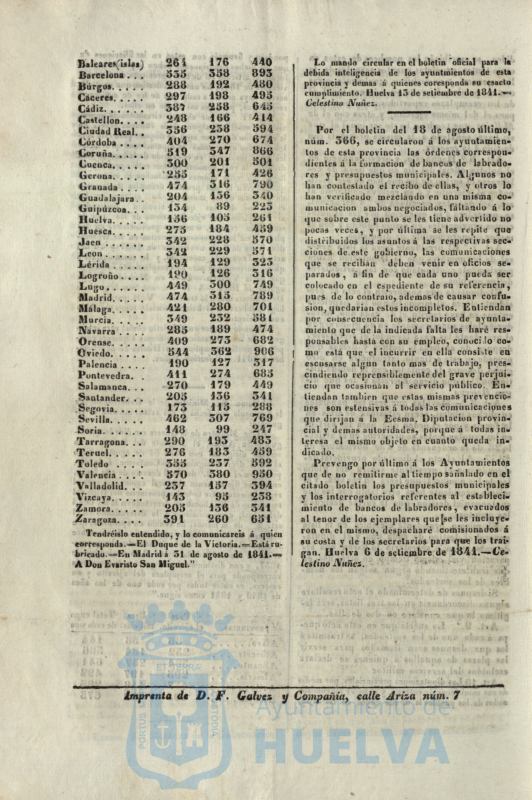 Baleares (islas) 264 176 440
Barcelona . . . 535 358 893
Búrgos. . . . . 288 192 480
Cáceres. . . . . 297 198 495
Cádiz. . . . . . 387 258 645
Castellon. . . . 248 166 414
Ciudad Real. . 356 238 594
Córdoba . . . . 404 270 674
Coruña. . . . . 519 347 866
Cuenca. . . . . 300 201 501
Gerona. . . . . 255 171 426
Granada . . . . 474 316 790
Guadalajara . . 204 136 340
Guipúzcoa. . . 134 89 223
Huelva. . . . . 156 105 261
Huesca. . . . . 275 184 459
Jaen . . . . . . 342 228 570
Leon . . . . . . 342 229 571
Lérida . . . . . 194 129 323
Logroño . . . . 190 126 316
Lugo. . . . . . 449 300 749
Madrid. . . . . 474 315 789
Málaga. . . . . 421 280 701
Murcia. . . . . 349 232 581
Navarra . . . . 285 189 474
Orense. . . . . 409 273 682
Oviedo. . . . . 544 362 906
Palencia . . . . 190 127 317
Pontevedra. . . 411 274 685
Salamanca. . . 270 179 449
Santander. . . 205 136 341
Segovia. . . . . 173 115 288
Sevilla. . . . . 462 307 769
Soria. . . . . . 148 99 247
Tarragona. . . 290 193 483
Teruel. . . . . 276 183 459
Toledo . . . . 355 237 592
Valencia . . . 570 380 950
Valladolid. . . 237 157 394
Vizcaya. . . . . 143 95 238
Zamora. . . . . 205 136 341
Zaragoza. . . . 391 260 651
Tendréislo entendido, y lo comunicareis á quien
corresponda.—El Duque de la Victoria.—Está ru-
bricado.—En Madrid á 31 de agosto de 1841.—
A Don Evaristo San Miguel."
Lo mando circular en el boletin oficial para la
debida inteligencia de los ayuntmientos de esta
provincia y demas á quienes coresponda su esacto
cumplimiento. Huelva 13 de setiembre de 1841.—
Celestino Nuñez.
Por el boletin del 18 de agosto último,
núm. 366, se circularon á los ayuntamien-
tos de esta provincia las órdenes correspon-
dientes á la formacion de bancos de labrado-
res y presupuestos municipales. Algunos no
han contestado el recibo de ellas, y otros lo
han verificado mezclando en una misma co-
municacion ambos negociados, faltando á lo
que sobre este punto se les tiene advertido no
pocas veces, y por última se les repite que
distribuidos los asuntos á las respectivas sec-
ciones de este gobierno, las comunicaciones
que se reciban deben venir en oficios se-
parados, á fin de que cada uno pueda ser
colocado en el espediente de su referencia,
pues de lo contraio, ademas de causar confu-
sion, quedarian estos incompletos. Entiendan
por consecuencia los secretarios de ayunta-
miento que de la indicada falta les haré res-
ponsables hasta con su empleo, conocido co-
mo está que el incurrir en ella consiste en
escusarse algun tanto mas de trabajo, pres-
cindiendo reprensiblemente del grave perjui-
cio que ocasionan al servicio público. En-
tiendan tambien que estas mismas prevencio-
nes son estensivas á todas las comunicaciones
que dirijan á la Ecsma. Diputacion provin-
cial y demas autoridades, porque á todas in-
teresa el mismo objeto en cuanto queda in-
dicado.
Prevengo por último á los Ayuntamientos
que de no remitirme al tiempo señalado en el
citado boletin los presupuestos municipales
y los interrogatorios referentes al estableci-
miento de bancos de labradores, evacuados
al tenor de los ejemplares que se les incluye-
ron en el mismo, despacharé comisionados á
su costa y de los secretarios para que los trai-
gan. Huelva 6 de setiembre de 1841.—Ce-
lestino Nuñez.
Imprenta de D. F. Galvez y Compañia, calle Ariza núm. 7
Ayuntamiento de
HUELVA